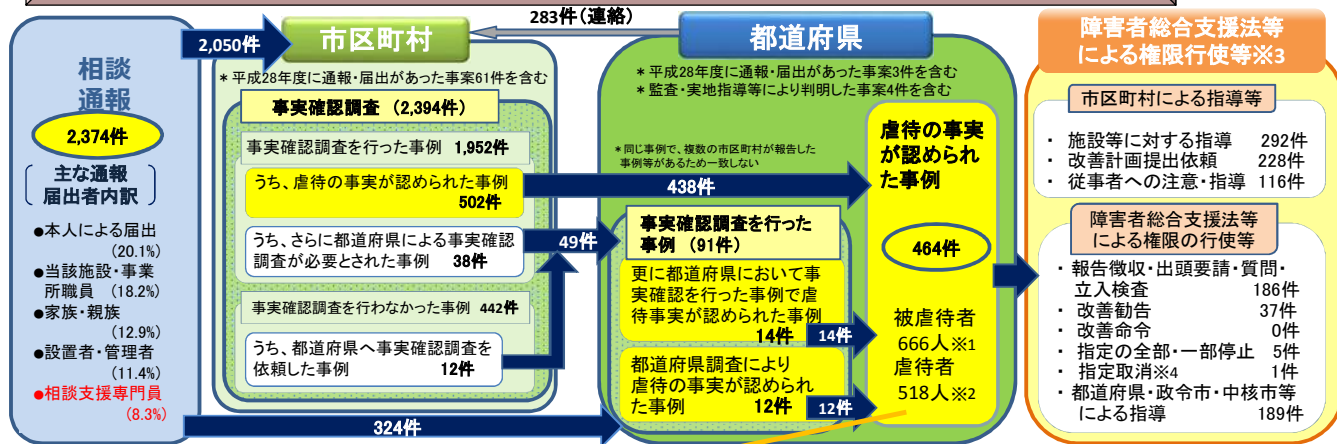 283件(連絡)
相談
通報
2,374件
主な通報
届出者内訳
●本人による届出
(20.1%)
●当該施設・事業
所職員 (18.2%)
●家族・親族
(12.9%)
●設置者・管理者
(11.4%)
●相談支援専門員
(8.3%)
2,050件
市区町村
*平成28年度に通報・届出があった事案61件を含む
事実確認調査 (2,394件)
事実確認調査を行った事例 1,952件
うち、虐待の事実が認められた事例
502件
うち、さらに都道府県による事実確認
調査が必要とされた事例 38件
事実確認調査を行わなかった事例 442件
うち、都道府県へ事実確認調査を
依頼した事例 12件
324件
都道府県
*平成28年度に通報・届出があった事案3件を含む
*監査・実地指導等により判明した事案4件を含む
*同じ事例で、複数の市区町村が報告した
事例等があるため一致しない
438件
49件
事実確認調査を行った
事例 (91件)
更に都道府県において事
実確認を行った事例で虐
待事実が認められた事例
14件
14件
都道府県調査により
虐待の事実が認められ
た事例 12件
12件
虐待の事実
が認められ
た事例
464件
被虐待者
666人※1
虐待者
518人※2
障害者総合支援法等
による権限行使等※3
市区町村による指導等
・ 施設等に対する指導 292件
・ 改善計画提出依頼 228件
・ 従事者への注意・指導 116件
障害者総合支援法等
による権限の行使等
・ 報告徴収・出頭要請・質問・
立入検査 186件
・ 改善勧告 37件
・ 改善命令 0件
・ 指定の全部・一部停止 5件
・ 指定取消※4 1件
・ 都道府県・政令市・中核市等
による指導 189件